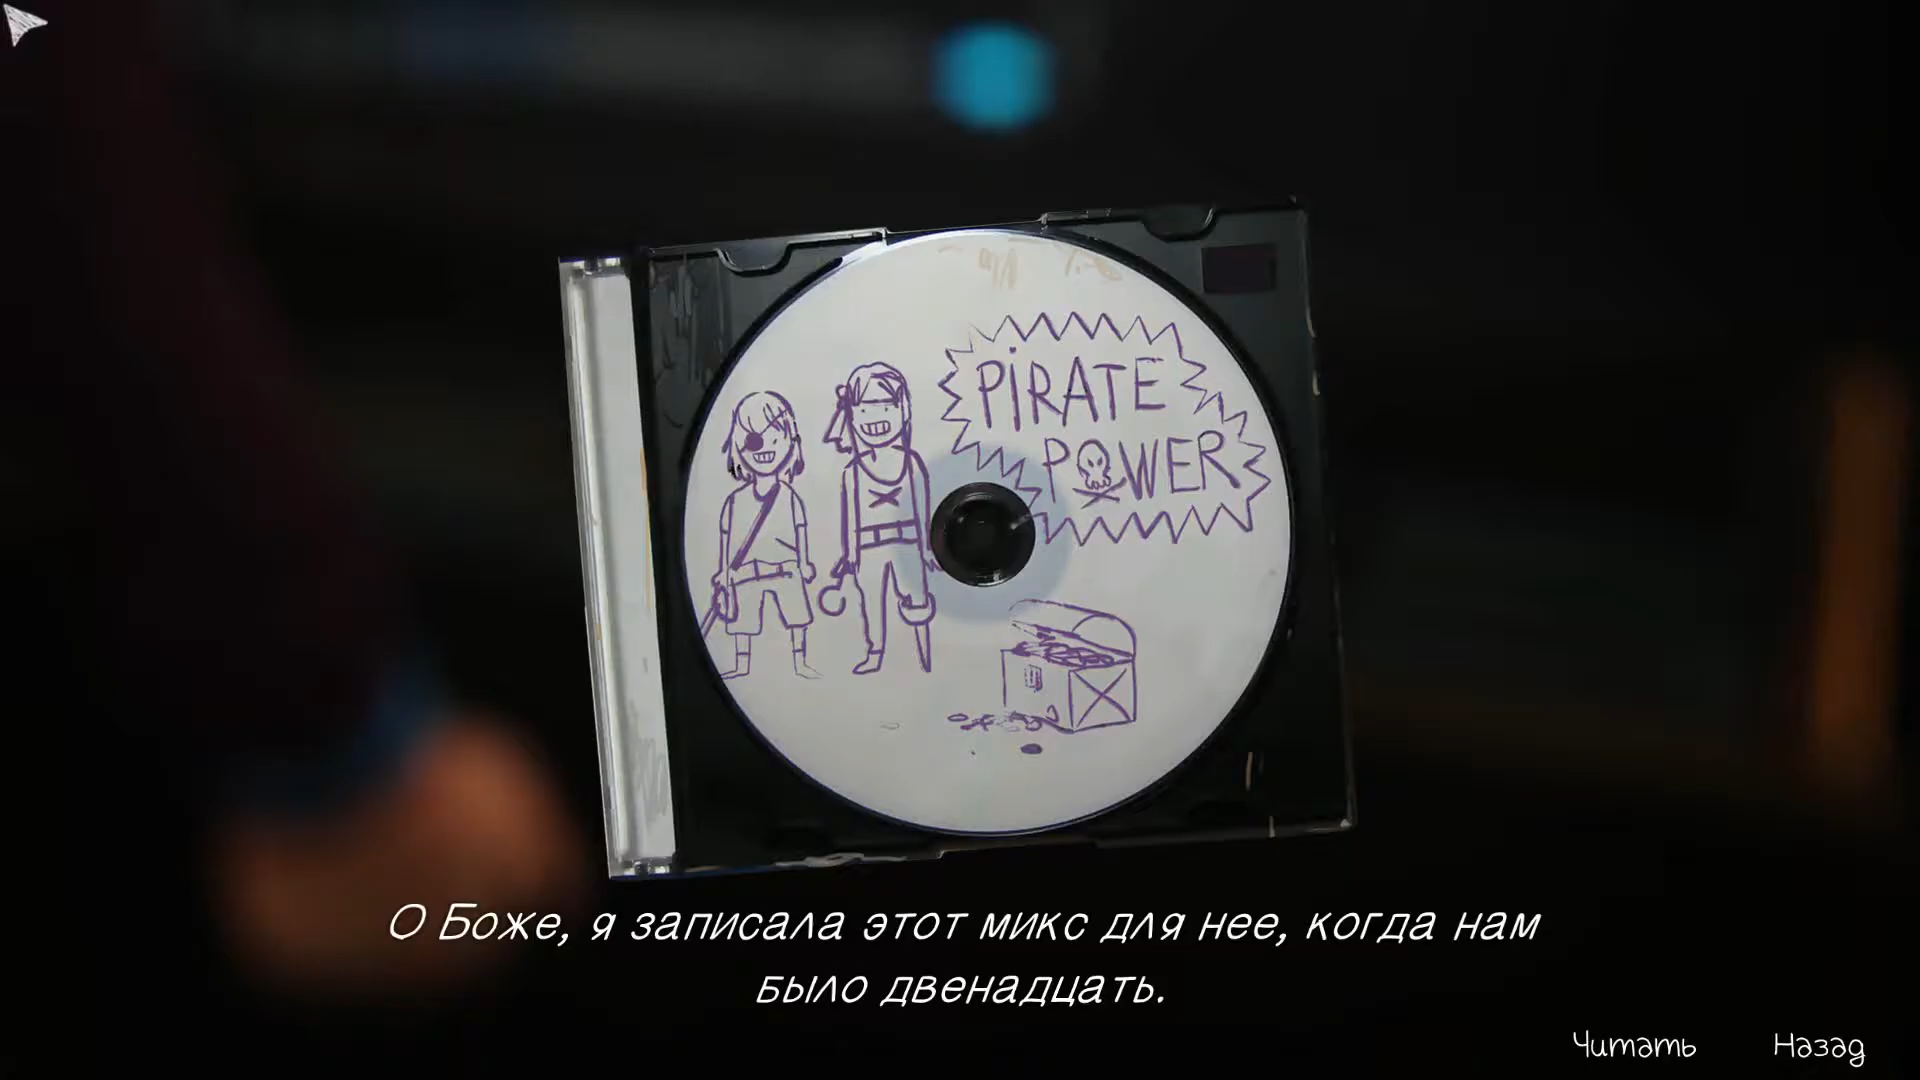 PIRATE
POWER
О Боже, я записала этот микс для нее, когда нам
было двенадцать.
Читать Назад